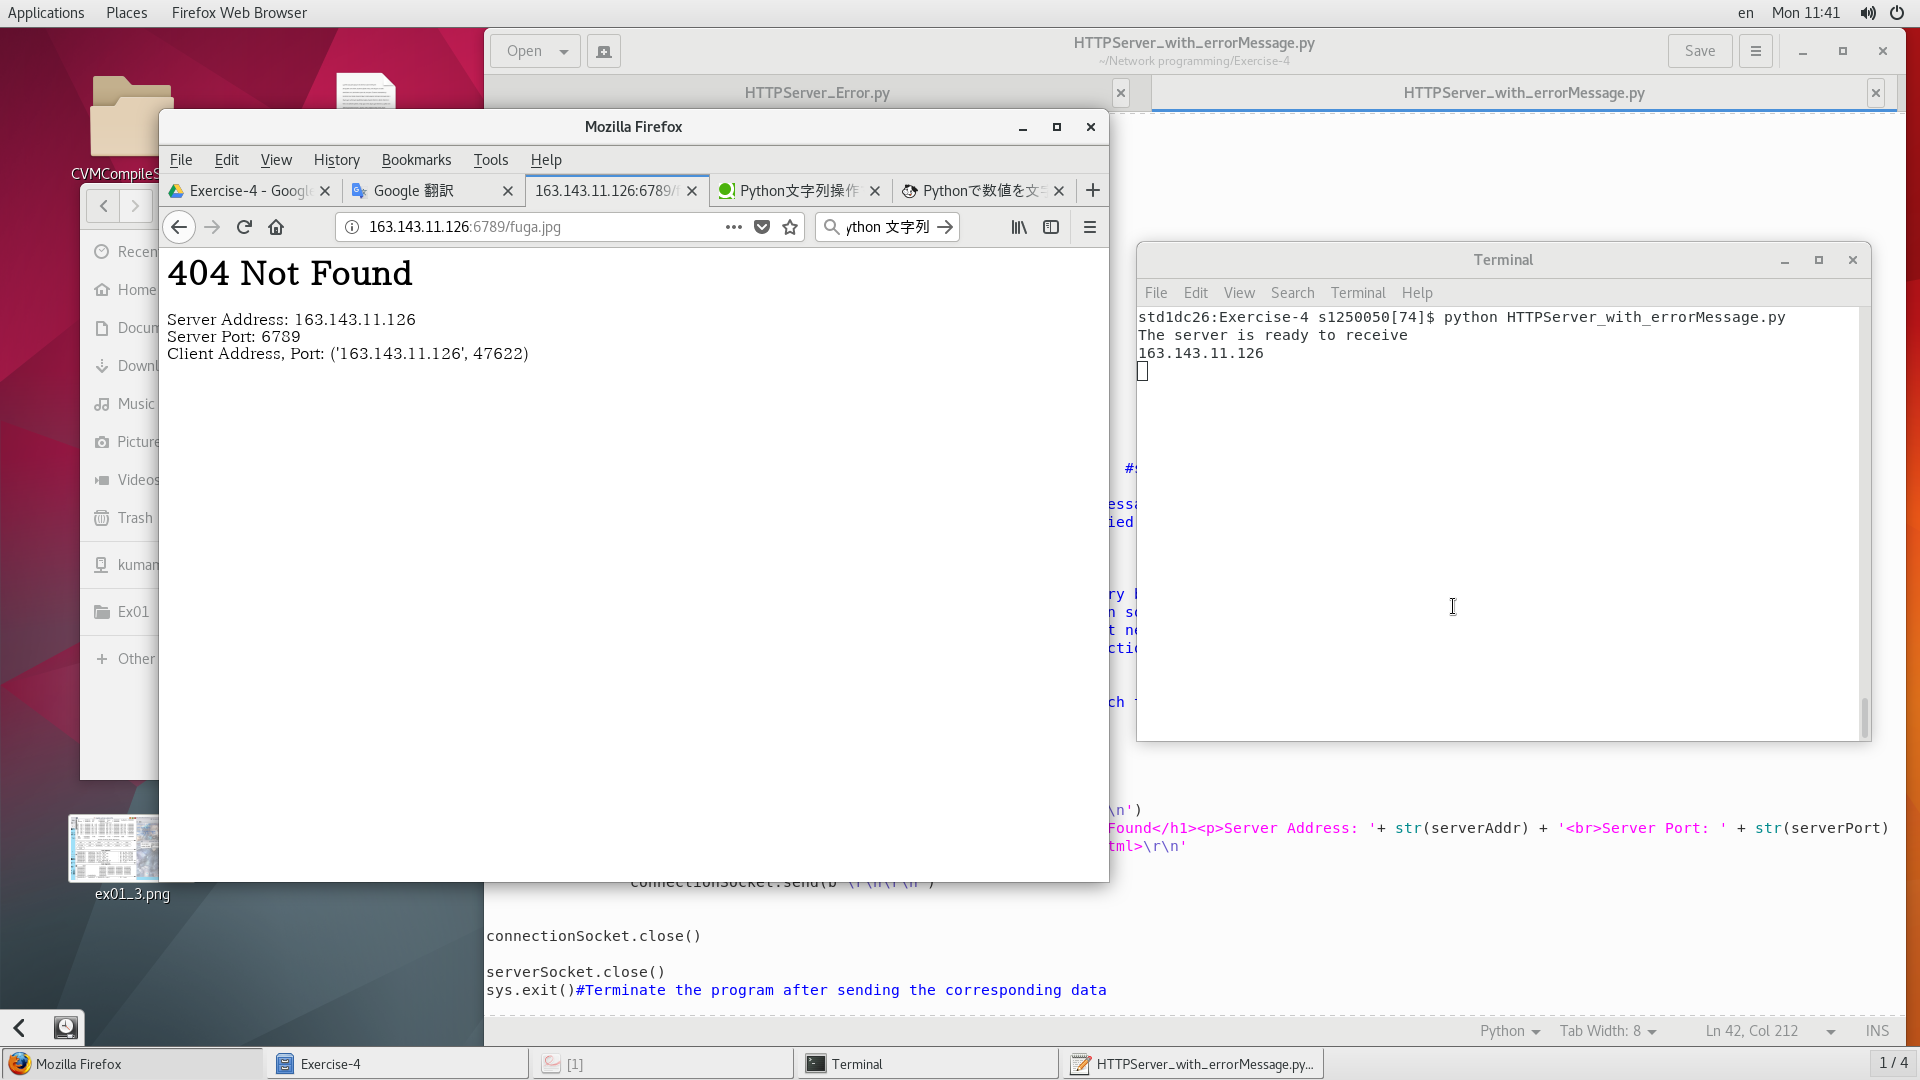 Applications Places Firefox Web Browser en Mon 11:41
Open HTTPServer_with_errorMessage.py Save
~/Network programming/Exercise-4
HTTPServer_Error.py HTTPServer_with_errorMessage.py
Mozilla Firefox
File Edit View History Bookmarks Tools Help
Exercise-4 - Google Google 翻訳 163.143.11.126:6789/f Python文字列操作 Pythonで数値を文字
163.143.11.126:6789/fuga.jpg ython 文字列
404 Not Found
Server Address: 163.143.11.126
Server Port: 6789
Client Address, Port: ('163.143.11.126', 47622)
CVMCompileS
Recen
Home
Docum
Downl
Music
Picture
Videos
Trash
kumam
Ex01
Other
ex01_3.png
Terminal
File Edit View Search Terminal Help
std1dc26:Exercise-4 s1250050[74]$ python HTTPServer_with_errorMessage.py
The server is ready to receive
163.143.11.126
#s
essa
ied
ry
n so
t ne
ctio
ch
\n')
Found</h1><p>Server Address: '+ str(serverAddr) + '<br>Server Port: ' + str(serverPort)
tml>\r\n'
connectionSocket.send(b'\r\n\r\n')
connectionSocket.close()
serverSocket.close()
sys.exit()#Terminate the program after sending the corresponding data
Python Tab Width: 8 Ln 42, Col 212 INS
Mozilla Firefox Exercise-4 [1] Terminal HTTPServer_with_errorMessage.py... 1 / 4